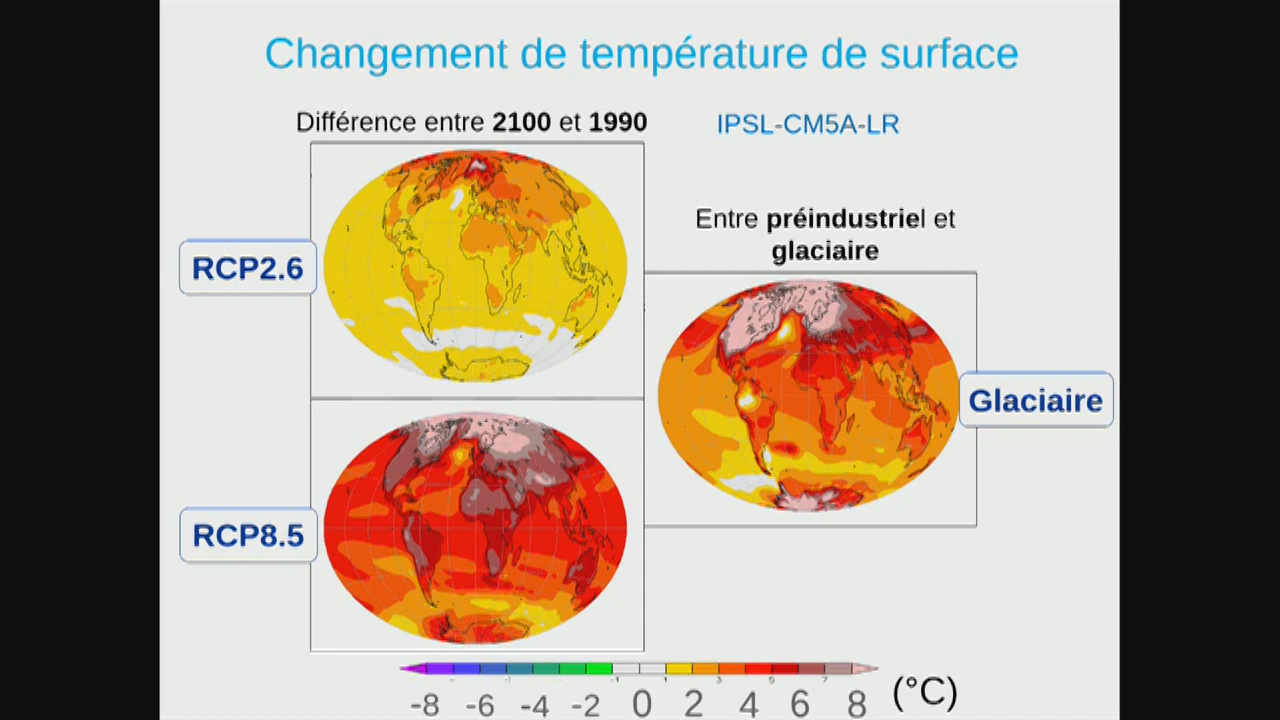 Changement de température de surface
Différence entre 2100 et 1990
IPSL-CM5A-LR
Entre préindustriel et
glaciaire
RCP2.6
Glaciaire
RCP8.5
-8 -6 -4 -2 0 2 4 6 8 (°C)